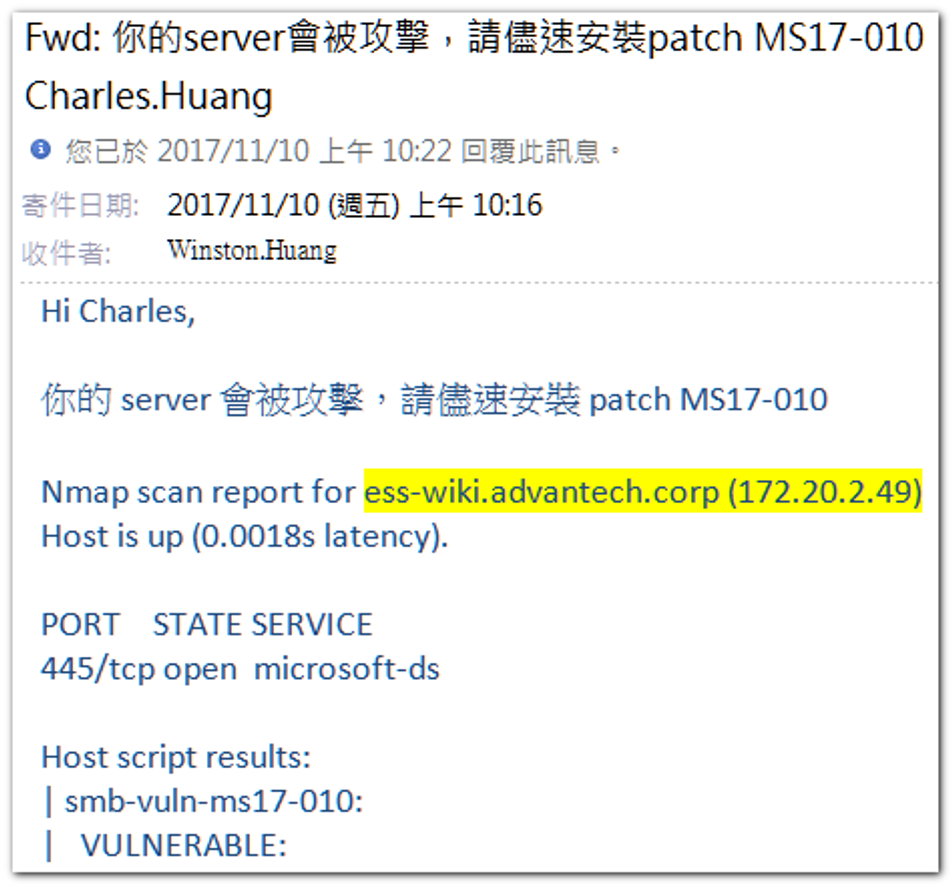 Fwd: 你的server會被攻擊，請儘速安裝patch MS17-010
Charles.Huang
您已於 2017/11/10 上午 10:22 回覆此訊息。
寄件日期: 2017/11/10 (週五) 上午 10:16
收件者: Winston.Huang
Hi Charles,
你的 server 會被攻擊，請儘速安裝 patch MS17-010
Nmap scan report for ess-wiki.advantech.corp (172.20.2.49)
Host is up (0.0018s latency).
PORT STATE SERVICE
445/tcp open microsoft-ds
Host script results:
| smb-vuln-ms17-010:
| VULNERABLE: